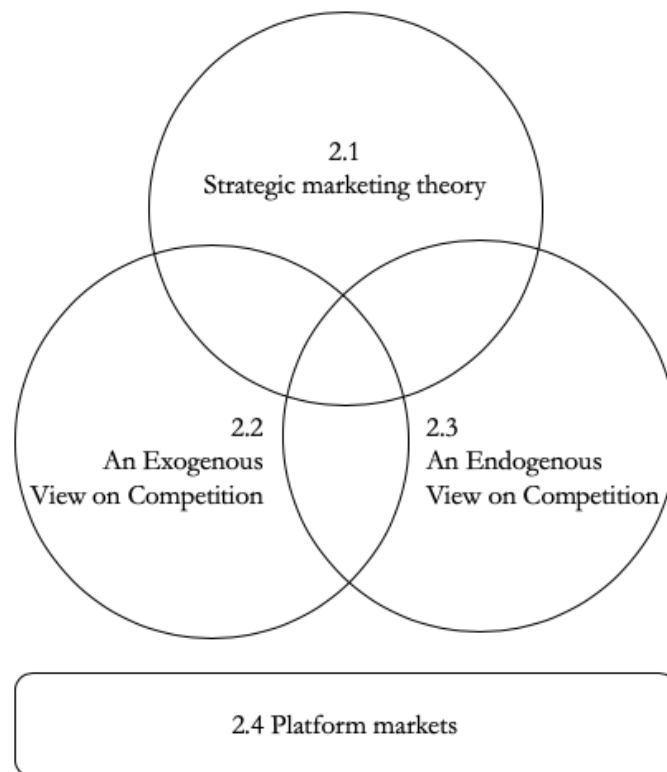 2.1
Strategic marketing theory
2.2
An Exogenous
View on Competition
2.3
An Endogenous
View on Competition
2.4 Platform markets